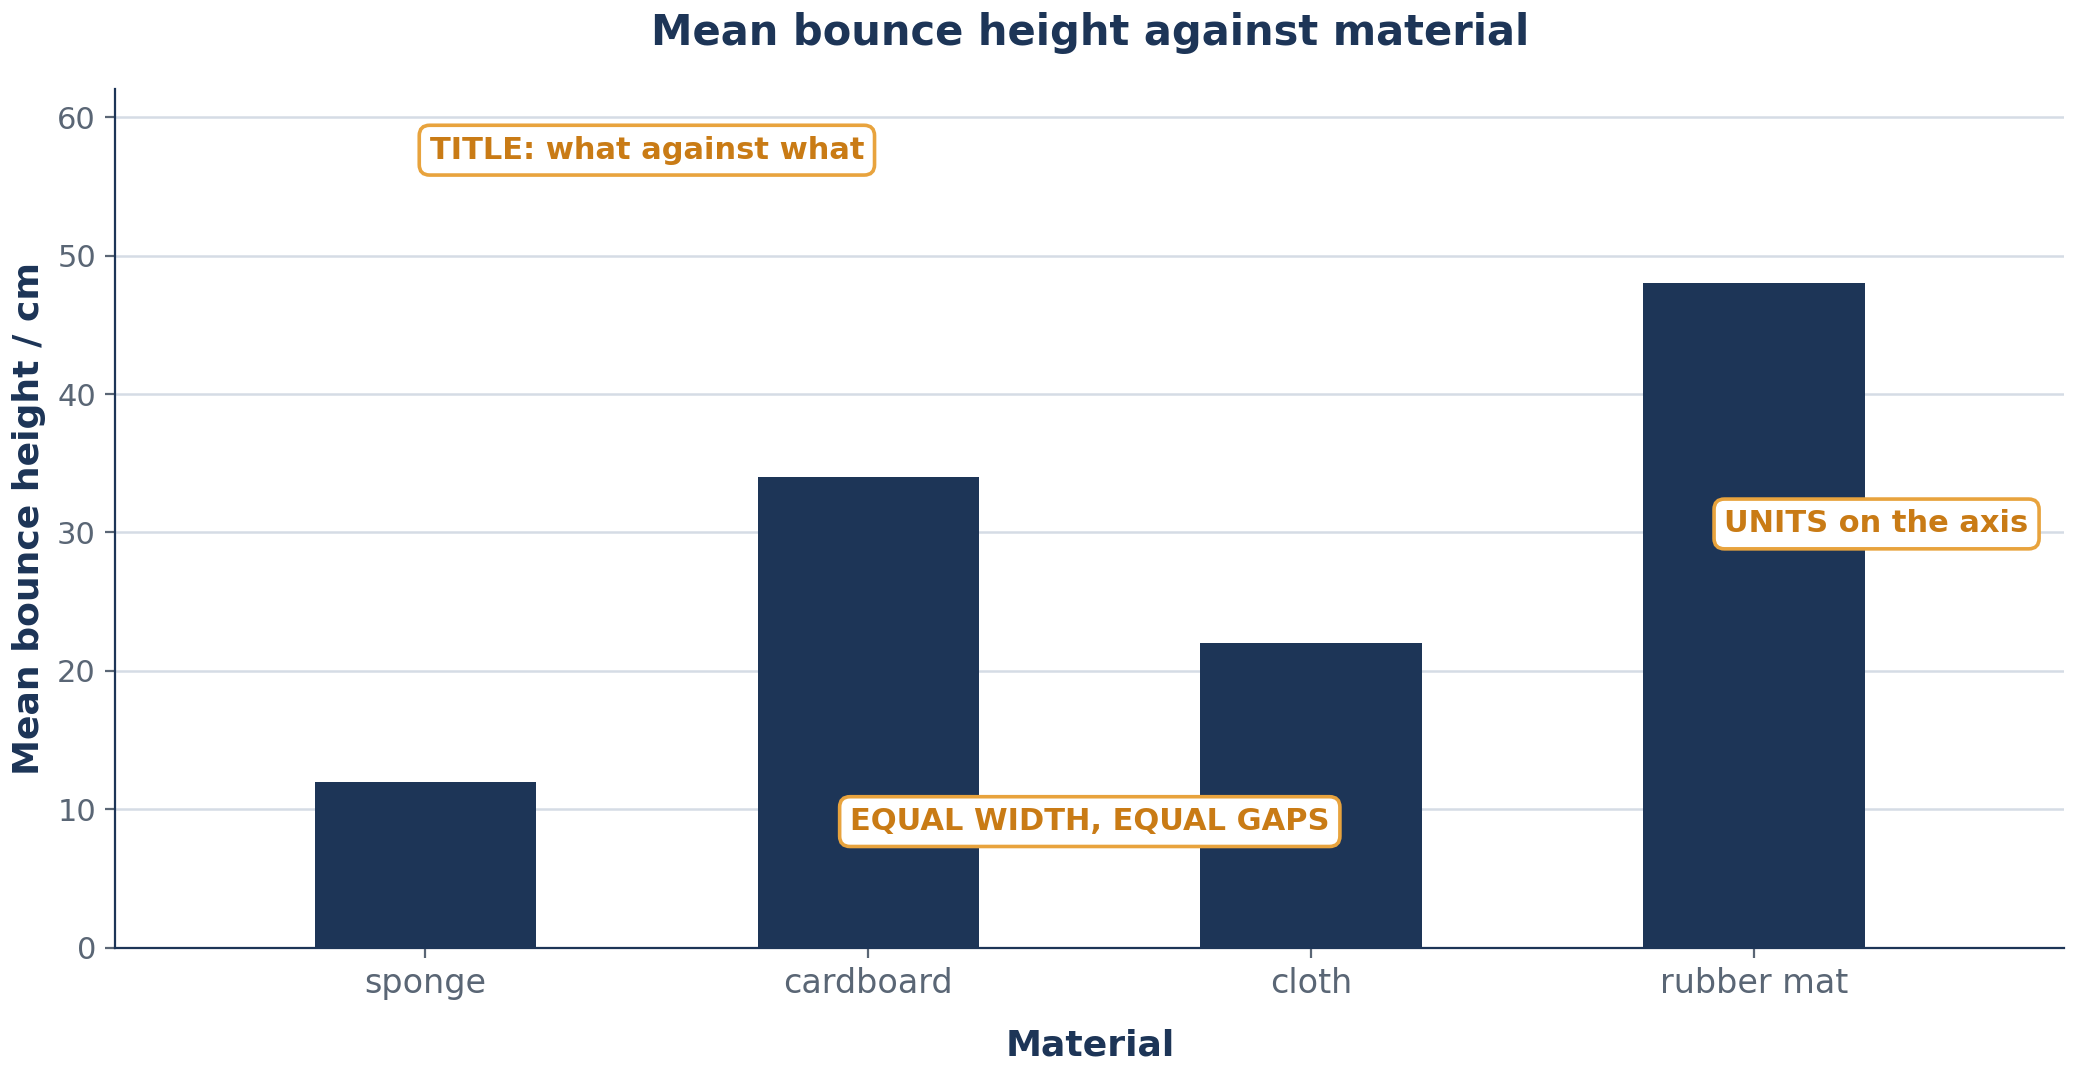 Mean bounce height against material
Mean bounce height / cm
60
TITLE: what against what
50
40
30
UNITS on the axis
20
10
EQUAL WIDTH, EQUAL GAPS
0
sponge cardboard cloth rubber mat
Material